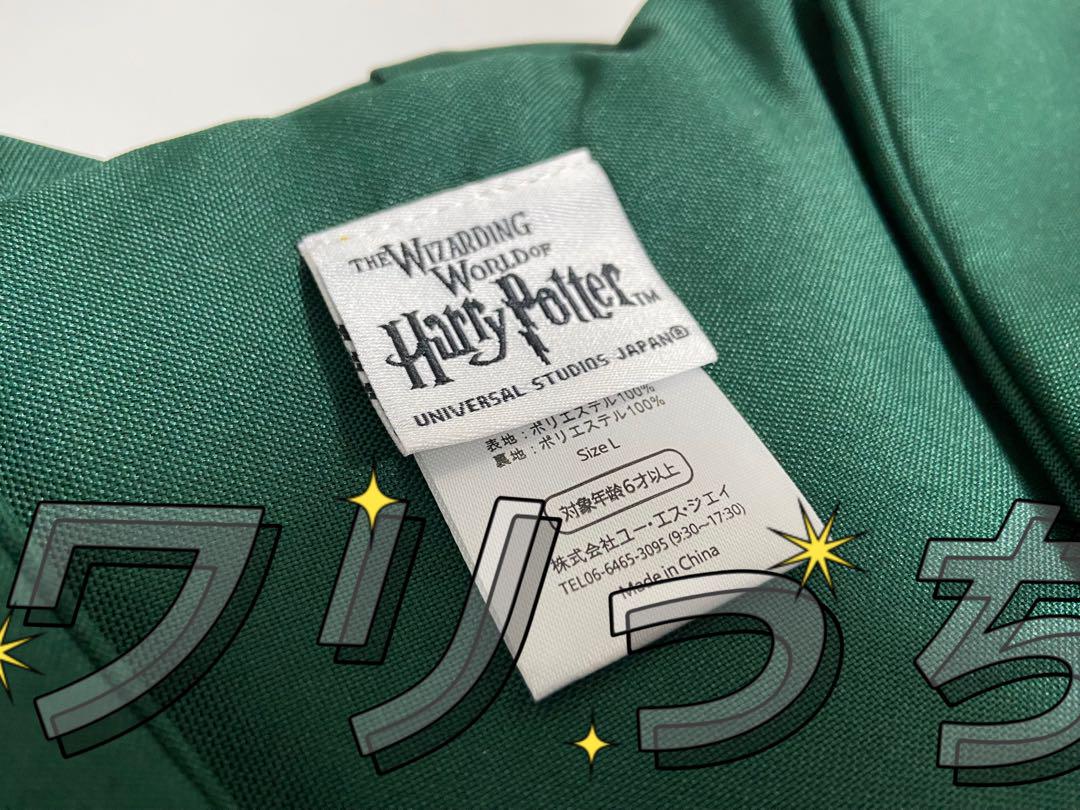 THE WIZARDING
WORLD OF
Harry Potter™
UNIVERSAL STUDIOS JAPAN®
表地：ポリエステル100%
裏地：ポリエステル100%
Size L
対象年齢6才以上
株式会社ユー・エス・ジェイ
TEL06-6465-3095 (9:30〜17:30)
Made in China
ワリっち